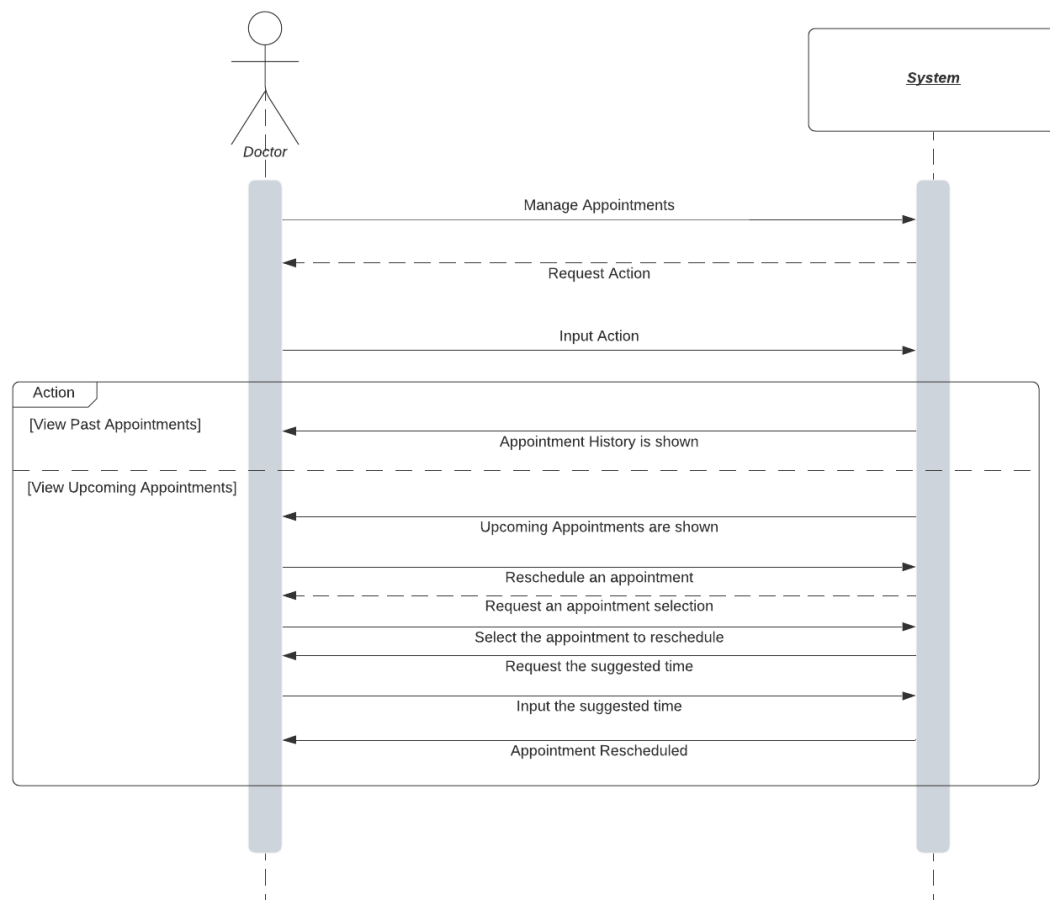 System
Doctor
Manage Appointments
Request Action
Input Action
Action
[View Past Appointments]
Appointment History is shown
[View Upcoming Appointments]
Upcoming Appointments are shown
Reschedule an appointment
Request an appointment selection
Select the appointment to reschedule
Request the suggested time
Input the suggested time
Appointment Rescheduled